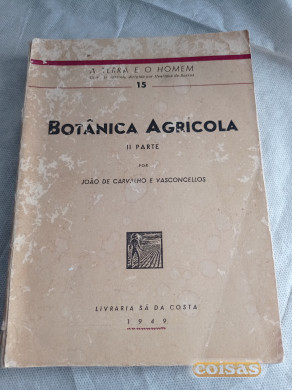 A TERRA E O HOMEM
15
BOTÂNICA AGRÍCOLA
II PARTE
POR
JOÃO DE CARVALHO E VASCONCELLOS
LIVRARIA SÁ DA COSTA
1949
coisas